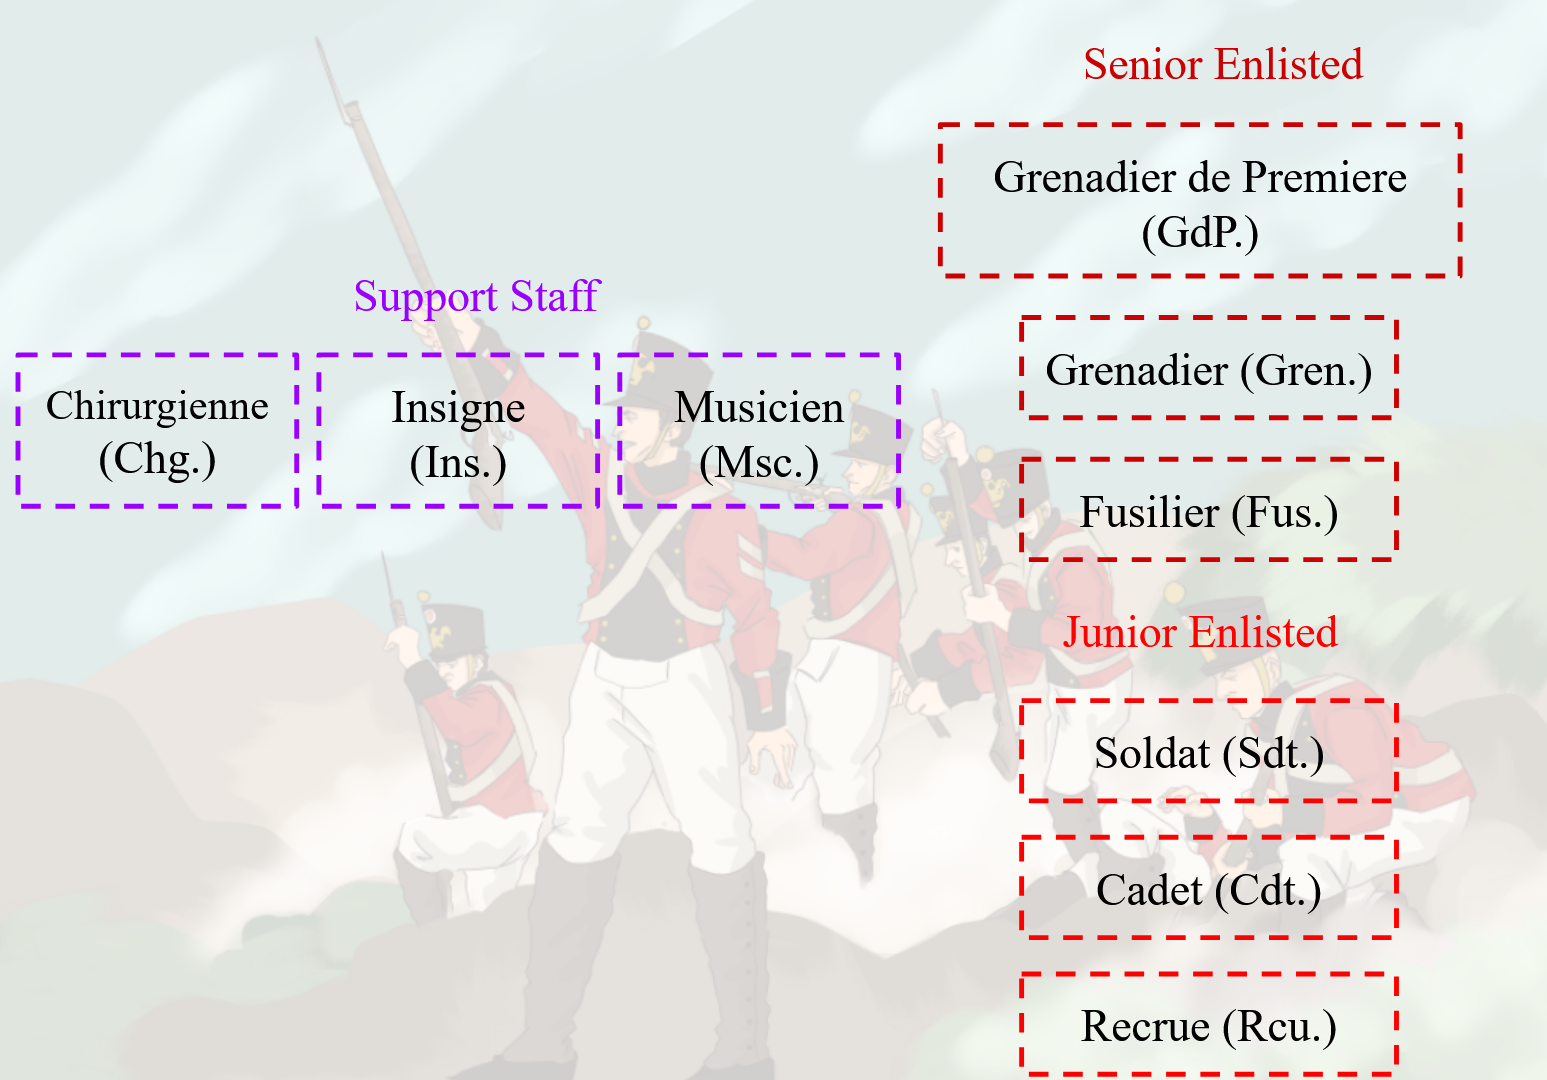 Senior Enlisted
Grenadier de Premiere
(GdP.)
Grenadier (Gren.)
Fusilier (Fus.)
Support Staff
Chirurgienne
(Chg.)
Insigne
(Ins.)
Musicien
(Msc.)
Junior Enlisted
Soldat (Sdt.)
Cadet (Cdt.)
Recrue (Rcu.)